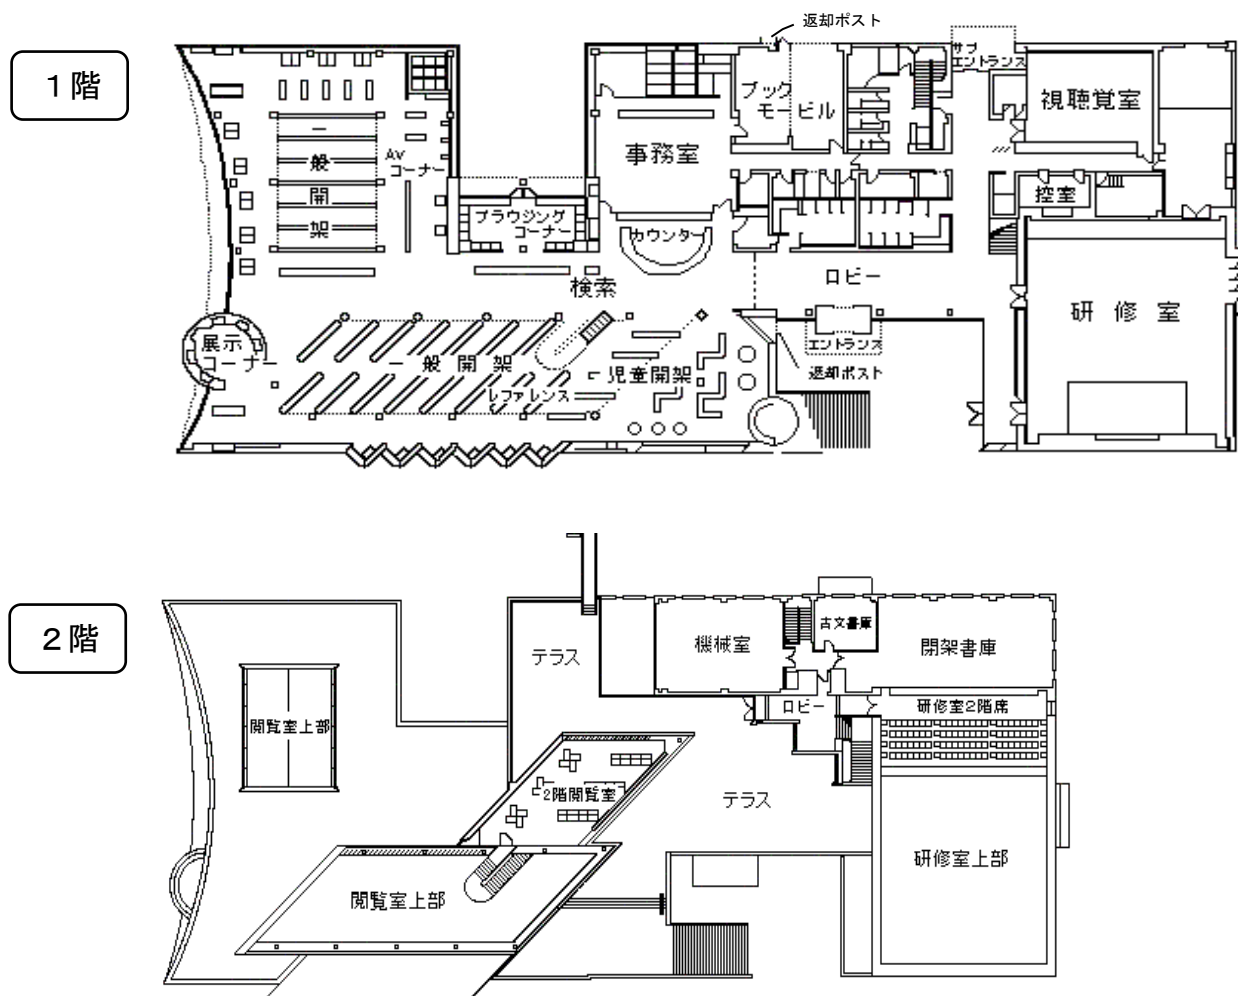 返却ポスト
1階
サブ
エントランス
ブック
モービル
視聴覚室
事務室
一
般
開
架
AV
コーナー
控室
ブラウジング
コーナー
カウンター
ロビー
検索
研修室
展示
コーナー
一般開架
エントランス
児童開架
返却ポスト
レファレンス
2階
古文書庫
機械室
閉架書庫
テラス
ロビー
研修室2階席
閲覧室上部
2階閲覧室
テラス
研修室上部
閲覧室上部